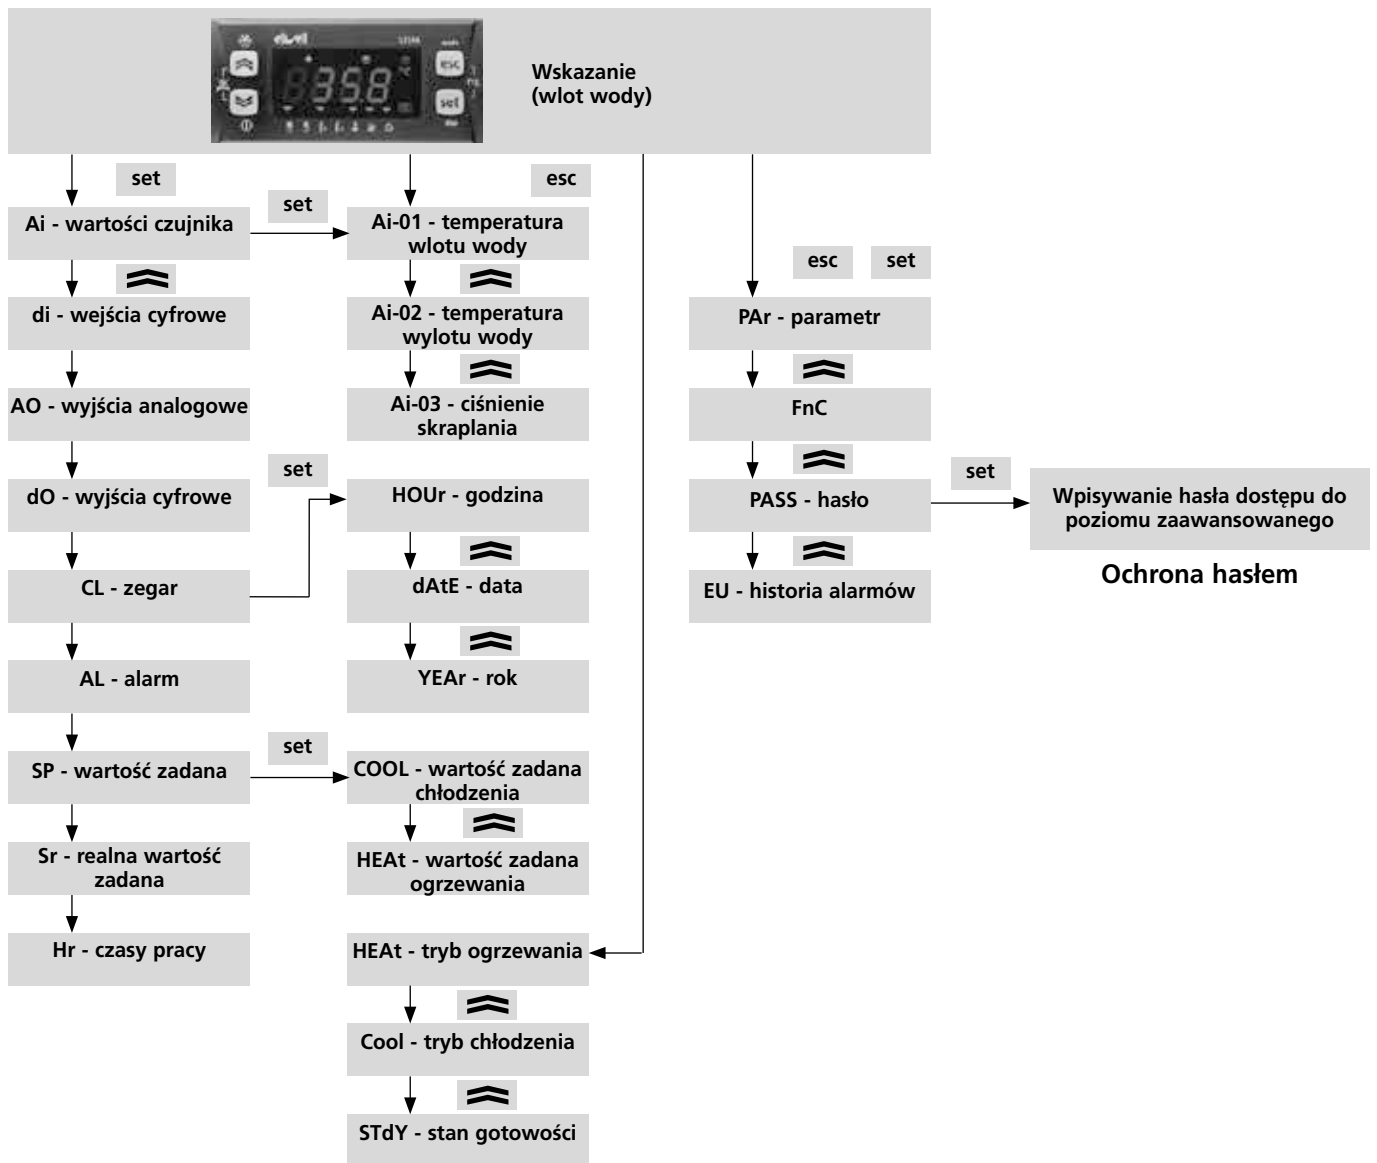 eliwell
esc
358
set
Wskazanie
(wlot wody)
set
set
esc
Ai - wartości czujnika
Ai-01 - temperatura
wlotu wody
esc
set
di - wejścia cyfrowe
Ai-02 - temperatura
wylotu wody
PAr - parametr
AO - wyjścia analogowe
Ai-03 - ciśnienie
skraplania
FnC
set
set
dO - wyjścia cyfrowe
HOUr - godzina
PASS - hasło
Wpisywanie hasła dostępu do
poziomu zaawansowanego
Ochrona hasłem
CL - zegar
dAtE - data
EU - historia alarmów
AL - alarm
YEAr - rok
set
SP - wartość zadana
COOL - wartość zadana
chłodzenia
Sr - realna wartość
zadana
HEAt - wartość zadana
ogrzewania
Hr - czasy pracy
HEAt - tryb ogrzewania
Cool - tryb chłodzenia
STdY - stan gotowości